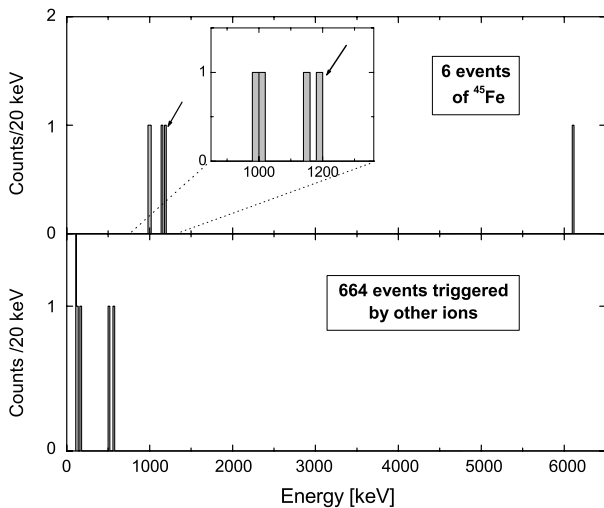 2
1
0
Counts/20 keV
1
0
1000
1200
6 events
of ⁴⁵Fe
1
0
Counts /20 keV
664 events triggered
by other ions
0
1000
2000
3000
4000
5000
6000
Energy [keV]